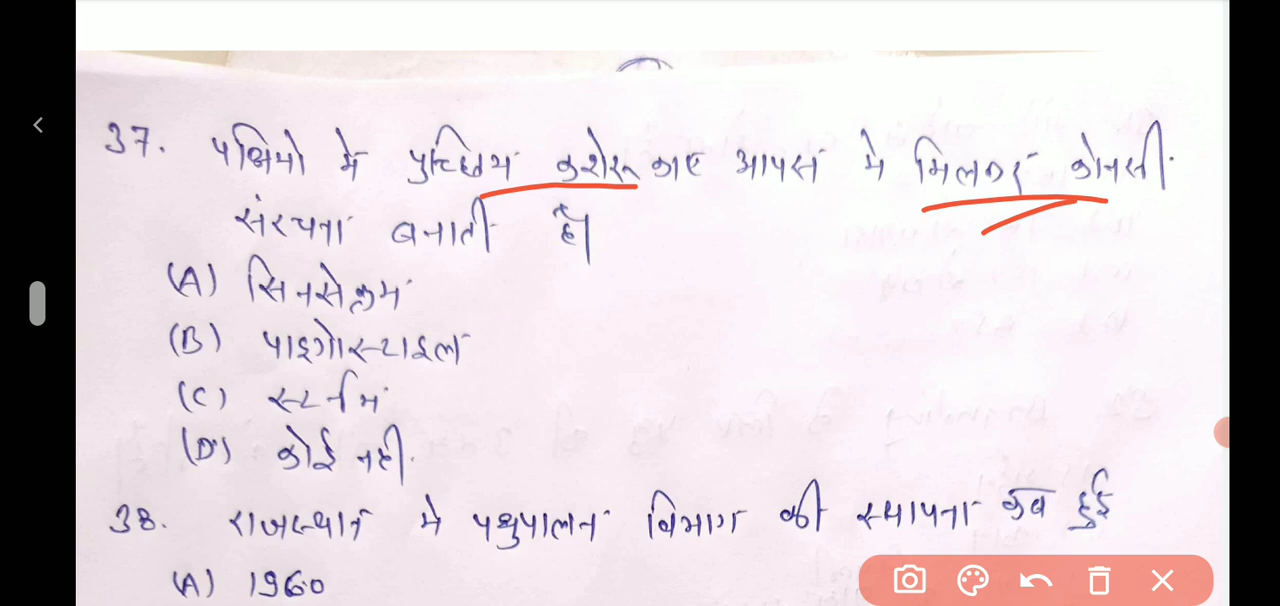 37. पक्षियो मे पुच्छिय कशेरूकाए आपस मे मिलकर कोनसी
संरचना बनाती है।
(A) सिनसेक्रम
(B) पाइगोस्टाइल
(C) स्टर्नम
(D) कोई नही.
38. राजस्थान मे पशुपालन विभाग की स्थापना कब हुई
(A) 1960